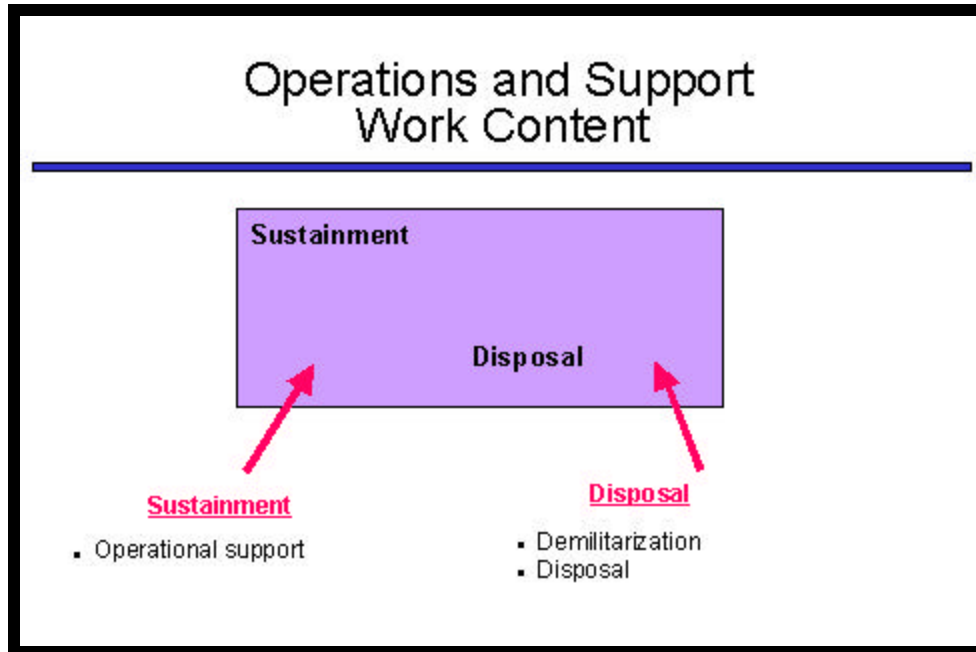 Operations and Support
Work Content
Sustainment
Disposal
Sustainment
▪ Operational support
Disposal
▪ Demilitarization
▪ Disposal